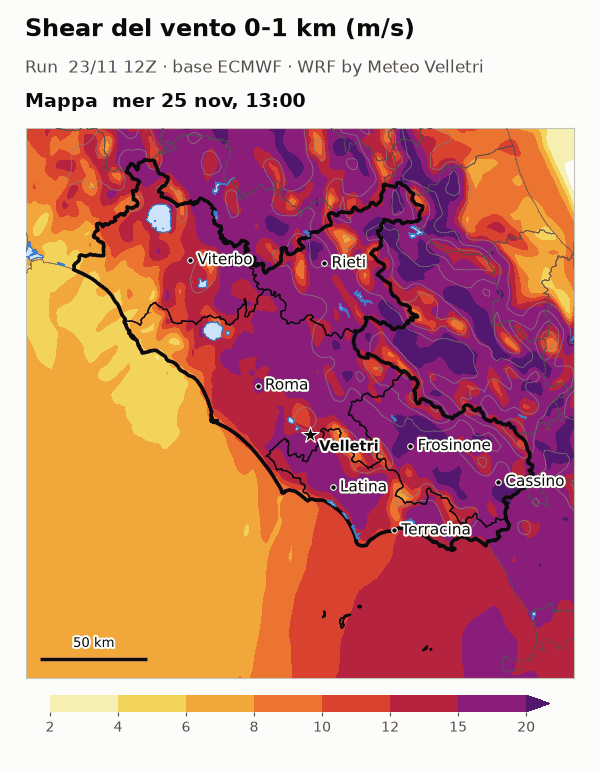 Shear del vento 0-1 km (m/s)
Run  23/11 12Z · base ECMWF · WRF by Meteo Velletri
Mappa  mer 25 nov, 13:00
Viterbo
Rieti
Roma
Velletri
Frosinone
Latina
Cassino
Terracina
50 km
2 4 6 8 10 12 15 20